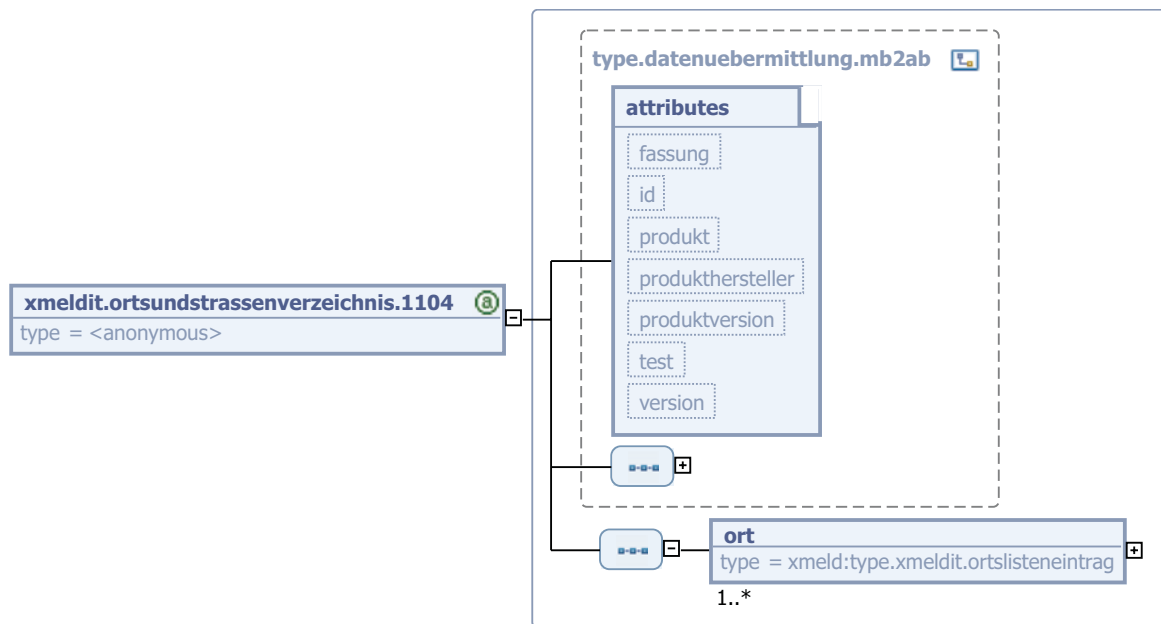 type.datenuebermittlung.mb2ab
attributes
fassung
id
produkt
produkthersteller
produktversion
test
version
xmeldit.ortsundstrassenverzeichnis.1104
type = <anonymous>
ort
type = xmeld:type.xmeldit.ortslisteneintrag
1..*